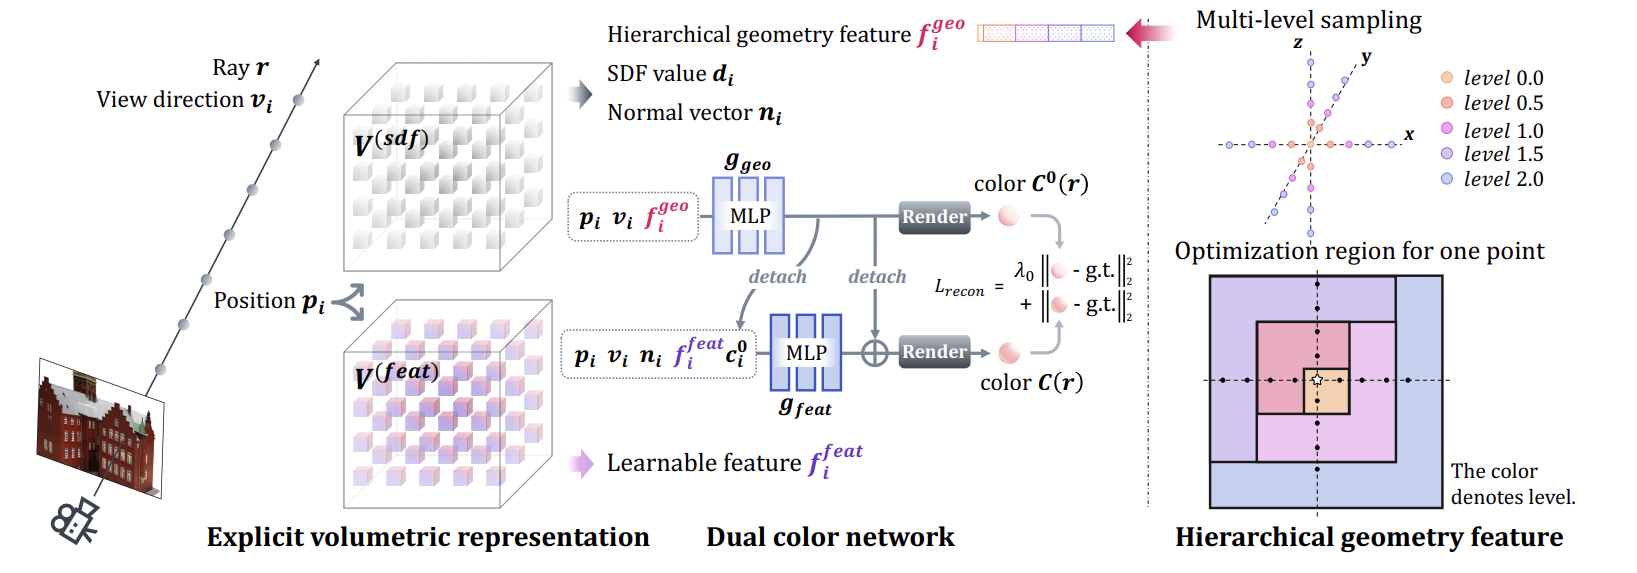 Ray r
View direction v_i
Position p_i
V^(sdf)
V^(feat)
Explicit volumetric representation
Hierarchical geometry feature f_i^geo
SDF value d_i
Normal vector n_i
g_geo
p_i v_i f_i^geo
MLP
Render
color C^0(r)
detach
detach
L_recon = λ_0 ‖ - g.t.‖_2^2
+ ‖ - g.t.‖_2^2
p_i v_i n_i f_i^feat c_i^0
MLP
Render
g_feat
color C(r)
Learnable feature f_i^feat
Dual color network
Multi-level sampling
z
y
x
level 0.0
level 0.5
level 1.0
level 1.5
level 2.0
Optimization region for one point
The color
denotes level.
Hierarchical geometry feature